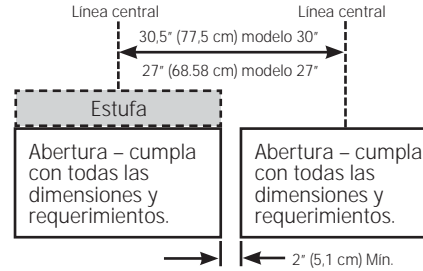 Línea central
Línea central
30,5″ (77,5 cm) modelo 30″
27″ (68.58 cm) modelo 27″
Estufa
Abertura – cumpla
con todas las
dimensiones y
requerimientos.
Abertura – cumpla
con todas las
dimensiones y
requerimientos.
2″ (5,1 cm) Mín.